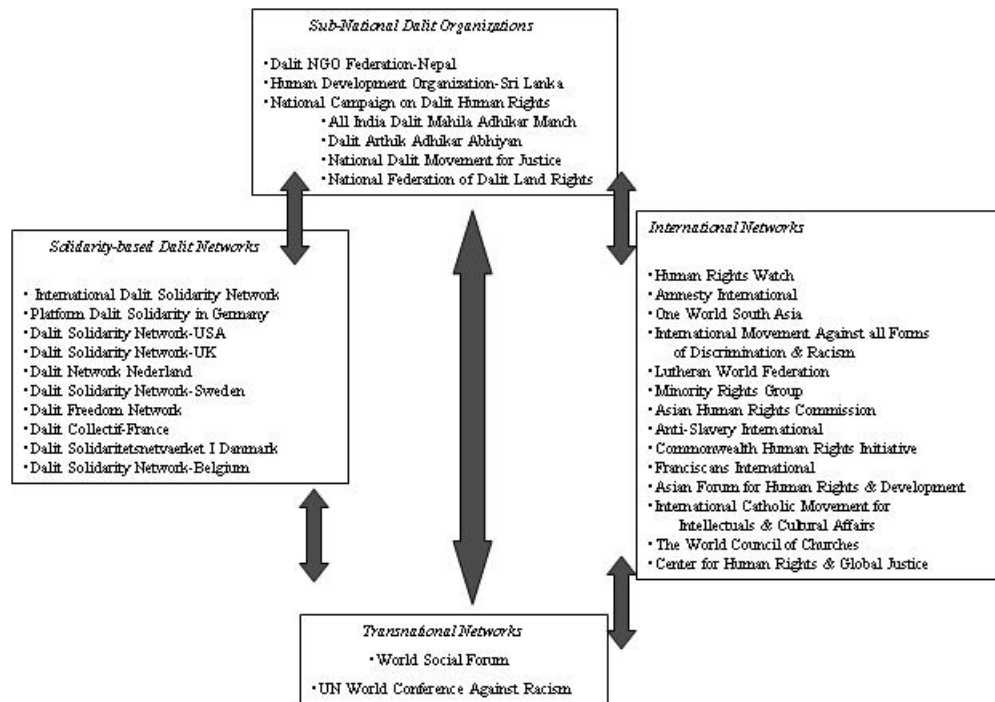 Sub-National Dalit Organizations
•Dalit NGO Federation-Nepal
•Human Development Organization-Sri Lanka
•National Campaign on Dalit Human Rights
•All India Dalit Mahila Adhikar Manch
•Dalit Arthik Adhikar Abhiyan
•National Dalit Movement for Justice
•National Federation of Dalit Land Rights
Solidarity-based Dalit Networks
• International Dalit Solidarity Network
•Platform Dalit Solidarity in Germany
•Dalit Solidarity Network-USA
•Dalit Solidarity Network-UK
•Dalit Network Nederland
•Dalit Solidarity Network-Sweden
•Dalit Freedom Network
•Dalit Collectif-France
•Dalit Solidaritetsnetvaerket I Danmark
•Dalit Solidarity Network-Belgium
International Networks
•Human Rights Watch
•Amnesty International
•One World South Asia
•International Movement Against all Forms
of Discrimination & Racism
•Lutheran World Federation
•Minority Rights Group
•Asian Human Rights Commission
•Anti-Slavery International
•Commonwealth Human Rights Initiative
•Franciscans International
•Asian Forum for Human Rights & Development
•International Catholic Movement for
Intellectuals & Cultural Affairs
•The World Council of Churches
•Center for Human Rights & Global Justice
Transnational Networks
•World Social Forum
•UN World Conference Against Racism